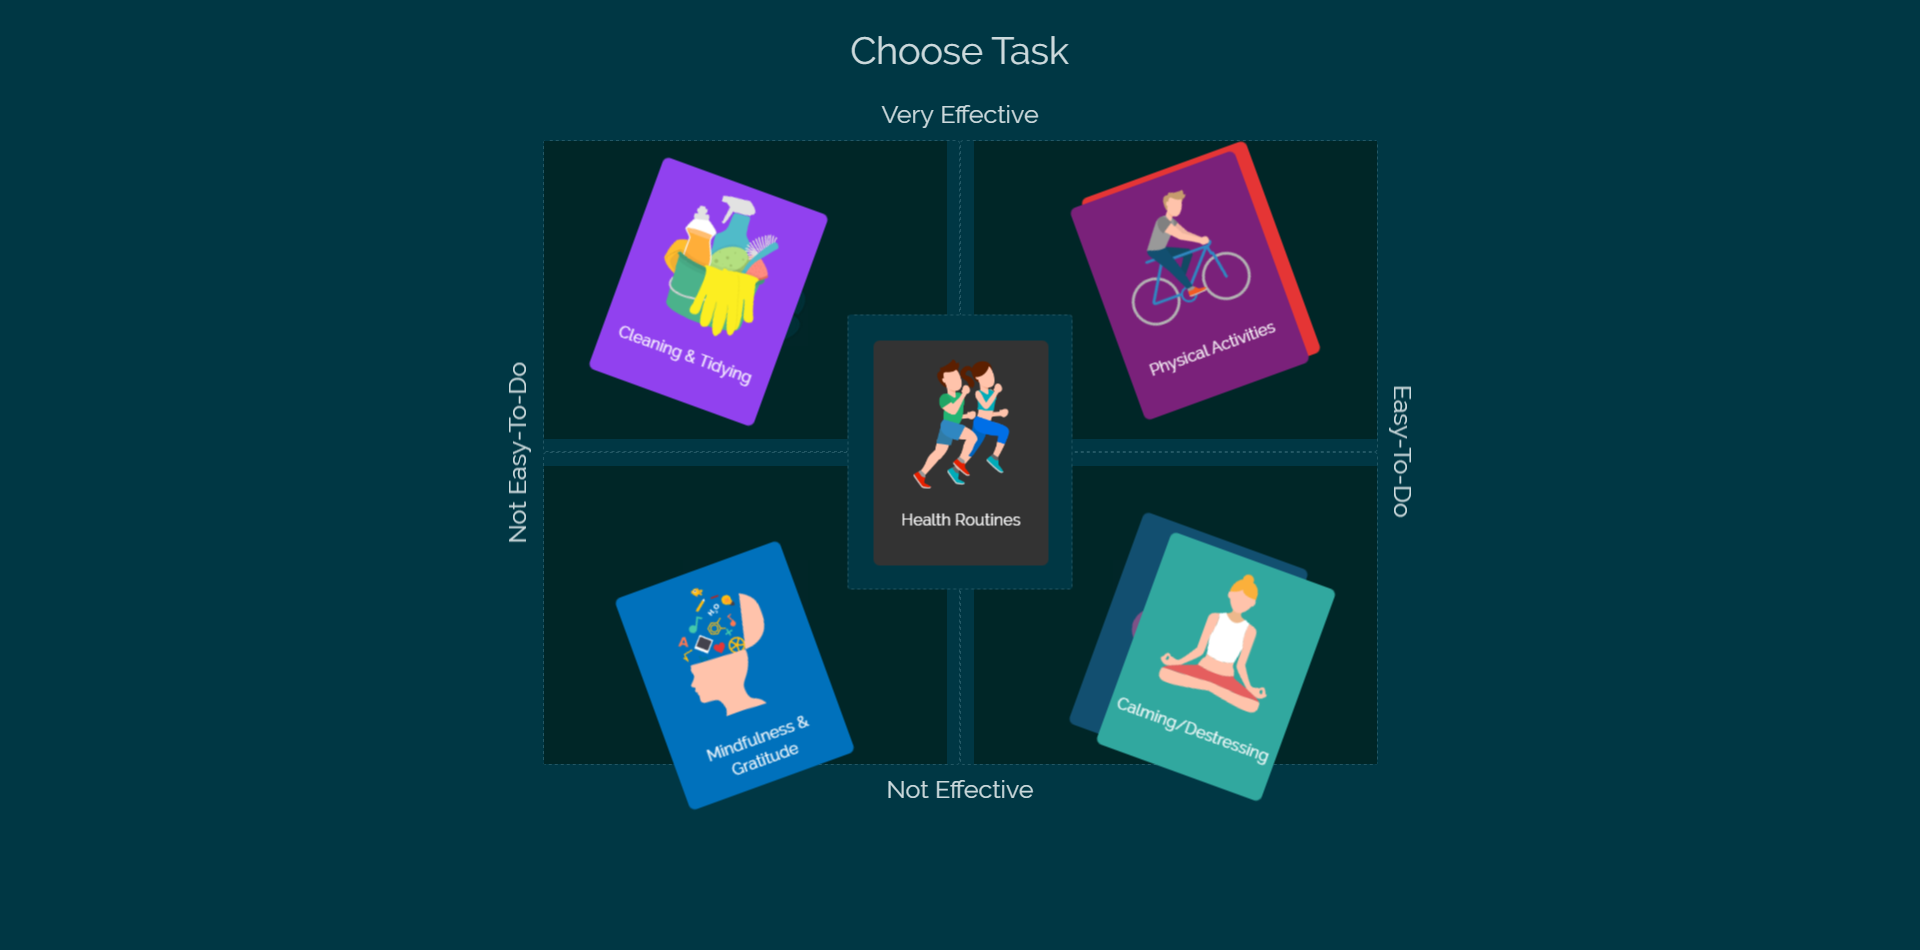 Choose Task
Very Effective
Cleaning & Tidying
Physical Activities
Not Easy-To-Do
Easy-To-Do
Health Routines
H₂O
A
Mindfulness &
Gratitude
Calming/Destressing
Not Effective